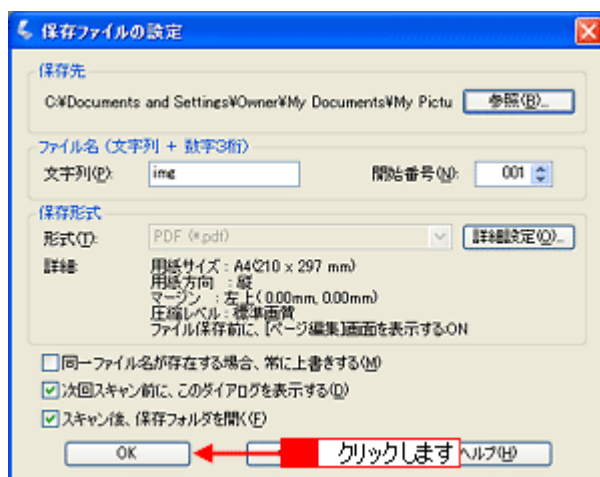 保存ファイルの設定
保存先
C:¥Documents and Settings¥Owner¥My Documents¥My Pictu 参照(B)...
ファイル名 (文字列 + 数字3桁)
文字列(P): img 開始番号(N): 001
保存形式
形式(T): PDF (*.pdf) 詳細設定(O)...
詳細: 用紙サイズ : A4(210 x 297 mm)
用紙方向 : 縦
マージン : 左上( 0.00mm, 0.00mm)
圧縮レベル : 標準画質
ファイル保存前に、[ページ編集]画面を表示する:ON
同一ファイル名が存在する場合、常に上書きする(M)
次回スキャン前に、このダイアログを表示する(D)
スキャン後、保存フォルダを開く(F)
OK クリックします ヘルプ(H)